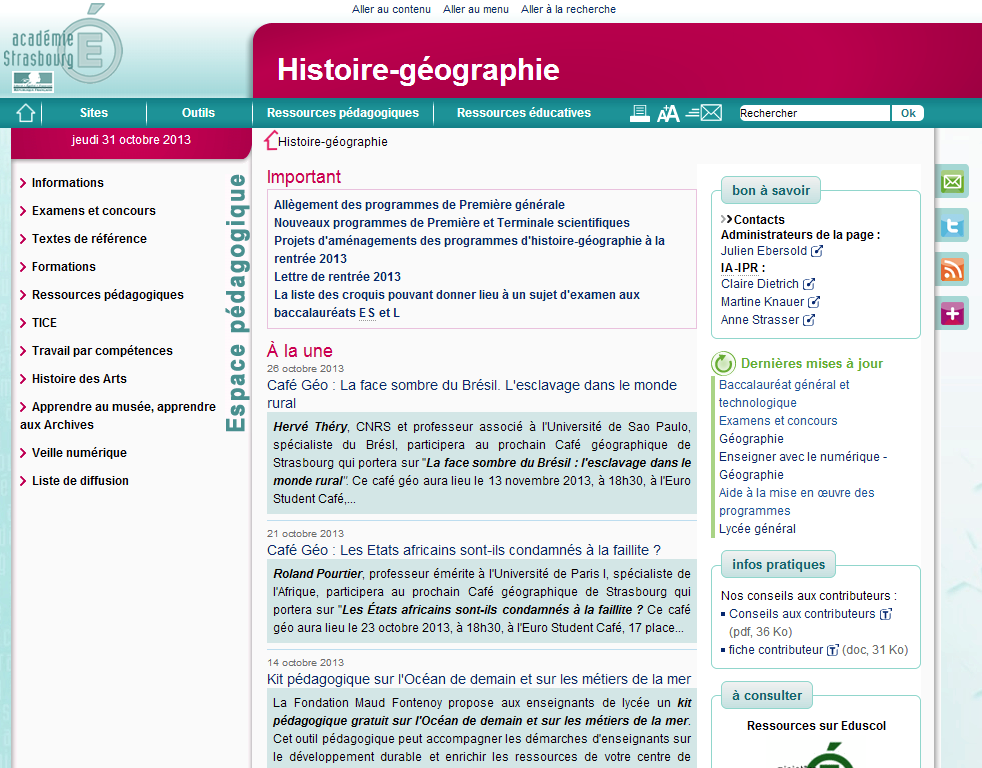 Aller au contenu Aller au menu Aller à la recherche
académie
Strasbourg
É
Histoire-géographie
Sites Outils Ressources pédagogiques Ressources éducatives AA Rechercher Ok
jeudi 31 octobre 2013
Histoire-géographie
Informations
Examens et concours
Textes de référence
Formations
Ressources pédagogiques
TICE
Travail par compétences
Histoire des Arts
Apprendre au musée, apprendre
aux Archives
Veille numérique
Liste de diffusion
Espace pédagogique
Important
Allègement des programmes de Première générale
Nouveaux programmes de Première et Terminale scientifiques
Projets d'aménagements des programmes d'histoire-géographie à la
rentrée 2013
Lettre de rentrée 2013
La liste des croquis pouvant donner lieu à un sujet d'examen aux
baccalauréats ES et L
À la une
26 octobre 2013
Café Géo : La face sombre du Brésil. L'esclavage dans le monde
rural
Hervé Théry, CNRS et professeur associé à l'Université de Sao Paulo,
spécialiste du Brésl, participera au prochain Café géographique de
Strasbourg qui portera sur "La face sombre du Brésil : l'esclavage dans le
monde rural". Ce café géo aura lieu le 13 novembre 2013, à 18h30, à l'Euro
Student Café,...
21 octobre 2013
Café Géo : Les Etats africains sont-ils condamnés à la faillite ?
Roland Pourtier, professeur émérite à l'Université de Paris I, spécialiste de
l'Afrique, participera au prochain Café géographique de Strasbourg qui
portera sur "Les États africains sont-ils condamnés à la faillite ? Ce café
géo aura lieu le 23 octobre 2013, à 18h30, à l'Euro Student Café, 17 place...
14 octobre 2013
Kit pédagogique sur l'Océan de demain et sur les métiers de la mer
La Fondation Maud Fontenoy propose aux enseignants de lycée un kit
pédagogique gratuit sur l'Océan de demain et sur les métiers de la mer.
Cet outil pédagogique peut accompagner les démarches d'enseignants sur
le développement durable et enrichir les ressources de votre centre de
bon à savoir
Contacts
Administrateurs de la page :
Julien Ebersold
IA-IPR :
Claire Dietrich
Martine Knauer
Anne Strasser
Dernières mises à jour
Baccalauréat général et
technologique
Examens et concours
Géographie
Enseigner avec le numérique -
Géographie
Aide à la mise en œuvre des
programmes
Lycée général
infos pratiques
Nos conseils aux contributeurs :
Conseils aux contributeurs
(pdf, 36 Ko)
fiche contributeur (doc, 31 Ko)
à consulter
Ressources sur Eduscol